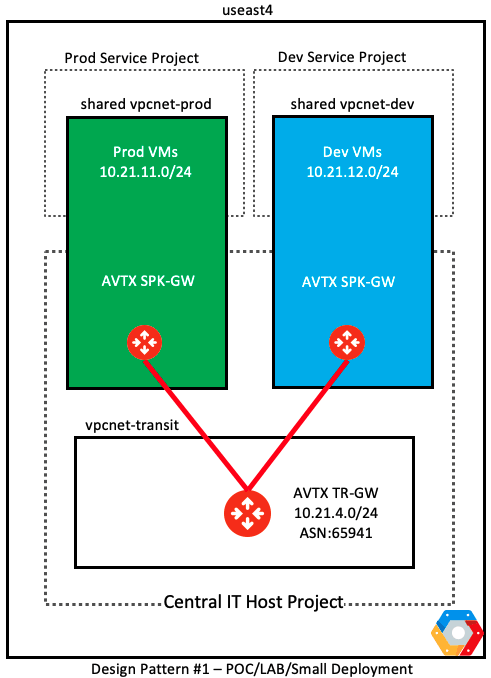 useast4
Prod Service Project
Dev Service Project
shared vpcnet-prod
shared vpcnet-dev
Prod VMs
10.21.11.0/24
Dev VMs
10.21.12.0/24
AVTX SPK-GW
AVTX SPK-GW
vpcnet-transit
AVTX TR-GW
10.21.4.0/24
ASN:65941
Central IT Host Project
Design Pattern #1 – POC/LAB/Small Deployment